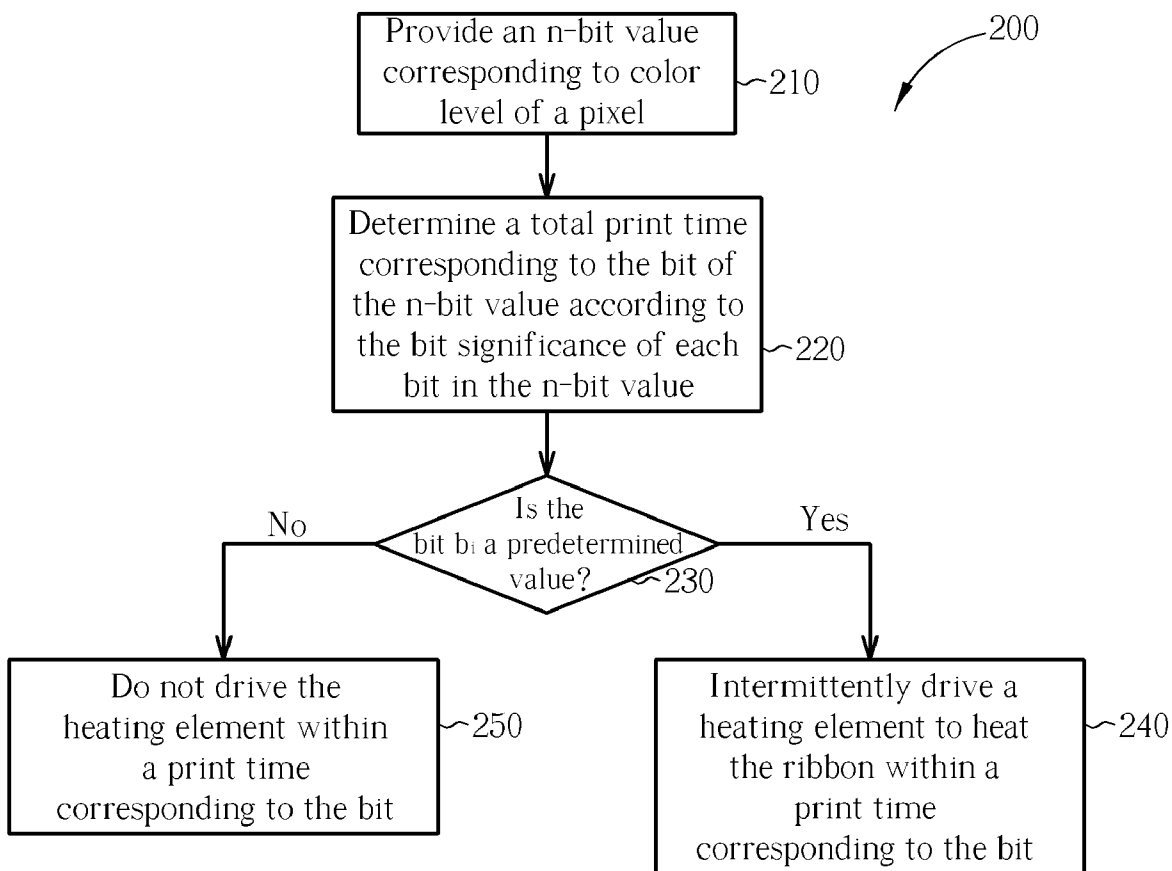 Provide an n-bit value
corresponding to color
level of a pixel
210
200
Determine a total print time
corresponding to the bit of
the n-bit value according to
the bit significance of each
bit in the n-bit value
220
Is the
bit bᵢ a predetermined
value?
230
No
Yes
Do not drive the
heating element within
a print time
corresponding to the bit
250
Intermittently drive a
heating element to heat
the ribbon within a
print time
corresponding to the bit
240